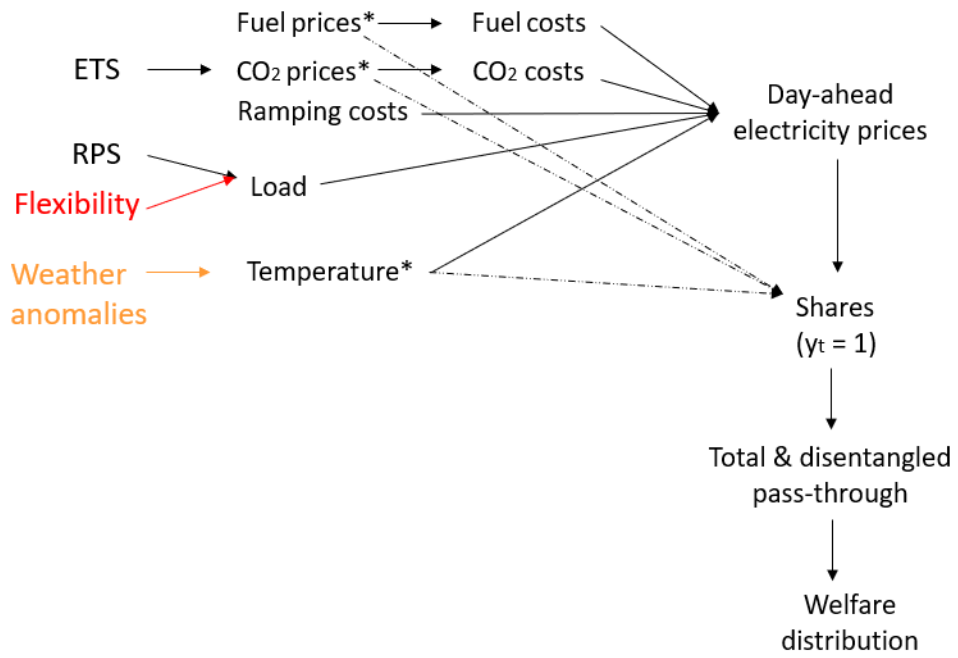 Fuel prices*
Fuel costs
ETS
CO2 prices*
CO2 costs
Ramping costs
Day-ahead
electricity prices
RPS
Load
Flexibility
Weather
anomalies
Temperature*
Shares
(yt = 1)
Total & disentangled
pass-through
Welfare
distribution